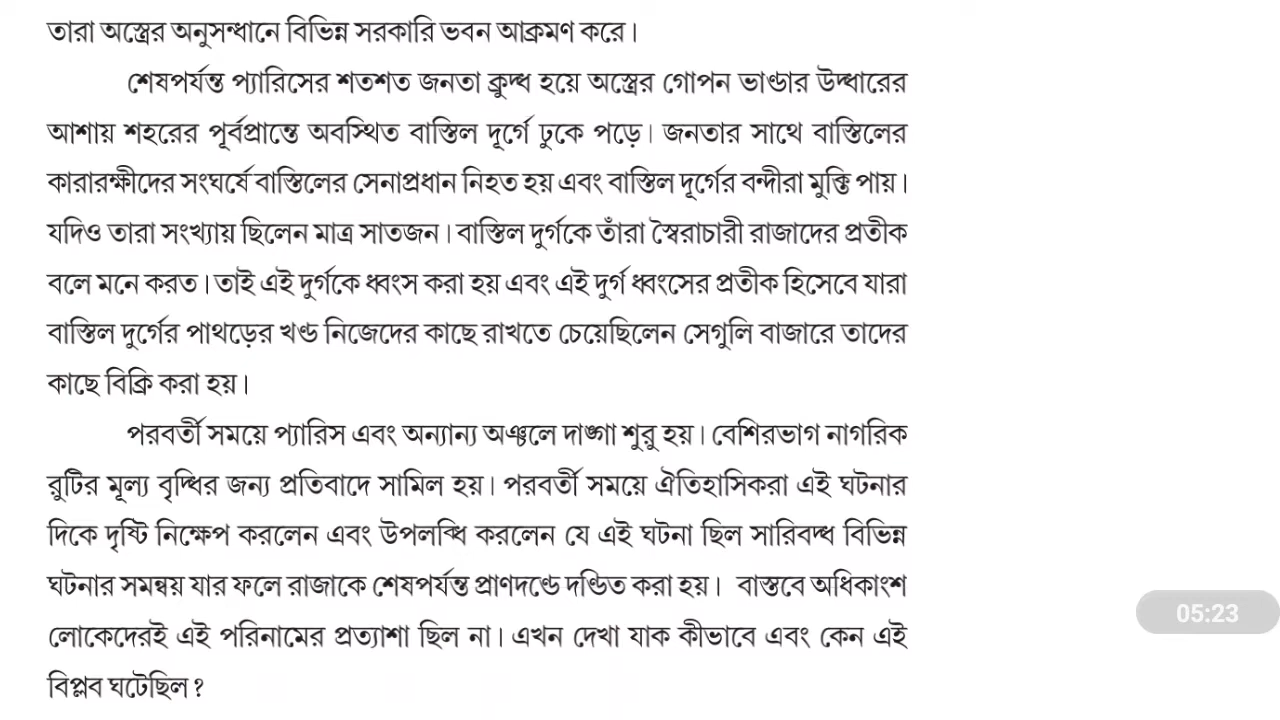 তারা অস্ত্রের অনুসন্ধানে বিভিন্ন সরকারি ভবন আক্রমণ করে।
শেষপর্যন্ত প্যারিসের শতশত জনতা ক্রুদ্ধ হয়ে অস্ত্রের গোপন ভাণ্ডার উদ্ধারের
আশায় শহরের পূর্বপ্রান্তে অবস্থিত বাস্তিল দূর্গে ঢুকে পড়ে। জনতার সাথে বাস্তিলের
কারারক্ষীদের সংঘর্ষে বাস্তিলের সেনাপ্রধান নিহত হয় এবং বাস্তিল দূর্গের বন্দীরা মুক্তি পায়।
যদিও তারা সংখ্যায় ছিলেন মাত্র সাতজন। বাস্তিল দুর্গকে তাঁরা স্বৈরাচারী রাজাদের প্রতীক
বলে মনে করত। তাই এই দুর্গকে ধ্বংস করা হয় এবং এই দুর্গ ধ্বংসের প্রতীক হিসেবে যারা
বাস্তিল দুর্গের পাথড়ের খণ্ড নিজেদের কাছে রাখতে চেয়েছিলেন সেগুলি বাজারে তাদের
কাছে বিক্রি করা হয়।
পরবর্তী সময়ে প্যারিস এবং অন্যান্য অঞ্চলে দাঙ্গা শুরু হয়। বেশিরভাগ নাগরিক
রুটির মূল্য বৃদ্ধির জন্য প্রতিবাদে সামিল হয়। পরবর্তী সময়ে ঐতিহাসিকরা এই ঘটনার
দিকে দৃষ্টি নিক্ষেপ করলেন এবং উপলব্ধি করলেন যে এই ঘটনা ছিল সারিবদ্ধ বিভিন্ন
ঘটনার সমন্বয় যার ফলে রাজাকে শেষপর্যন্ত প্রাণদণ্ডে দণ্ডিত করা হয়। বাস্তবে অধিকাংশ
লোকেদেরই এই পরিনামের প্রত্যাশা ছিল না। এখন দেখা যাক কীভাবে এবং কেন এই
বিপ্লব ঘটেছিল?
05:23